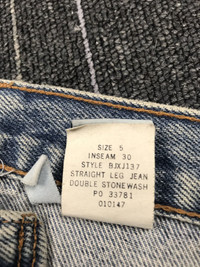 SIZE 5
INSEAM 30
STYLE BJXJ137
STRAIGHT LEG JEAN
DOUBLE STONEWASH
PO 33781
010147